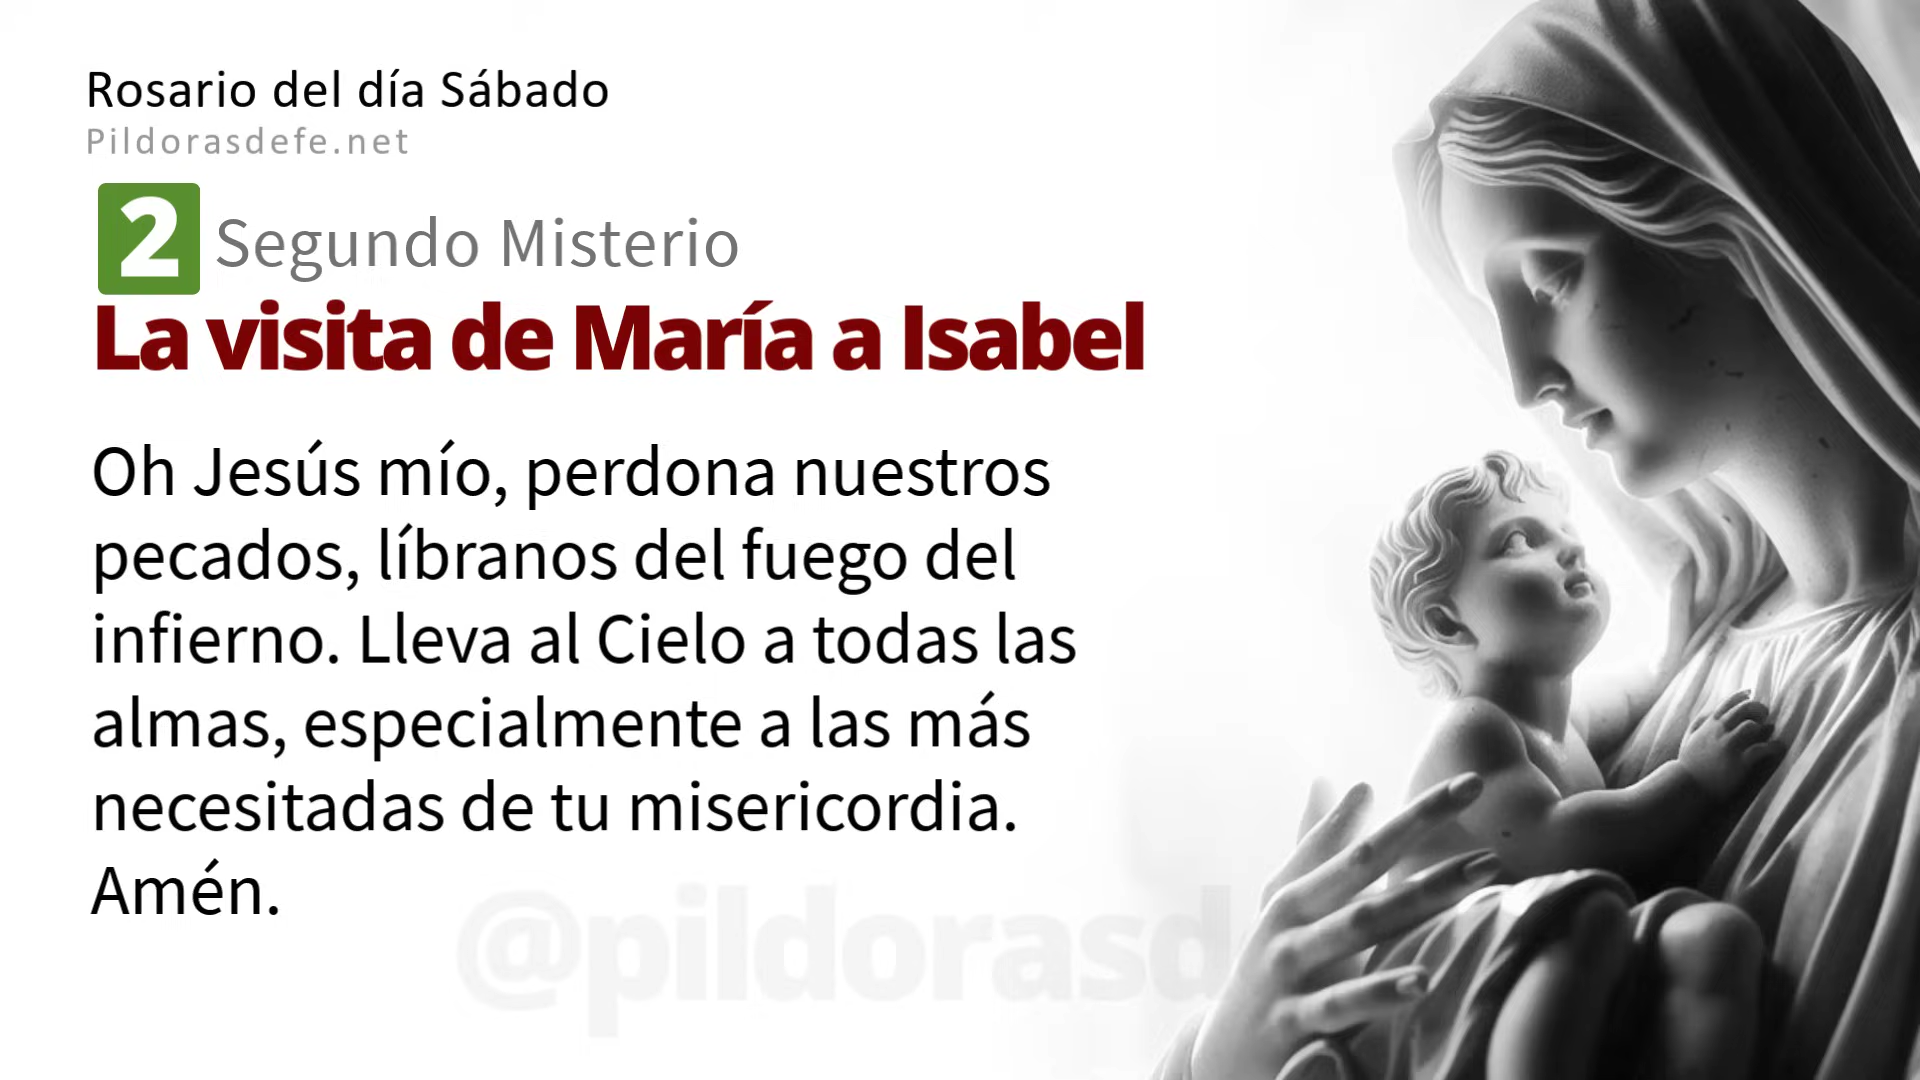 Rosario del día Sábado
Pildorasdefe.net
2 Segundo Misterio
La visita de María a Isabel
Oh Jesús mío, perdona nuestros
pecados, líbranos del fuego del
infierno. Lleva al Cielo a todas las
almas, especialmente a las más
necesitadas de tu misericordia.
Amén.
@pildorasd